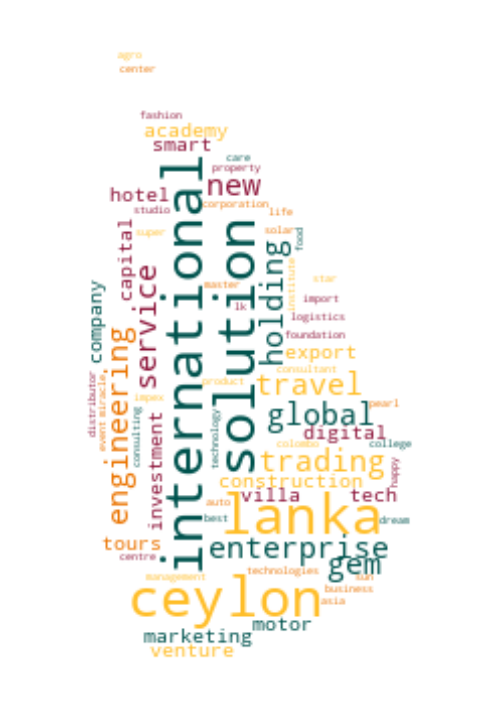 agro
center
fashion
academy
smart
care
property
new
hotel
corporation
studio
life
international
solution
super
solar
food
capital
holding
service
institute
star
company
master
import
lk
logistics
foundation
engineering
export
consultant
distributor
event
miracle
product
travel
impex
pearl
global
consulting
technology
investment
digital
colombo
college
trading
happy
construction
villa
tech
auto
lanka
best
dream
tours
enterprise
centre
gem
technologies
management
sun
ceylon
business
asia
motor
marketing
venture